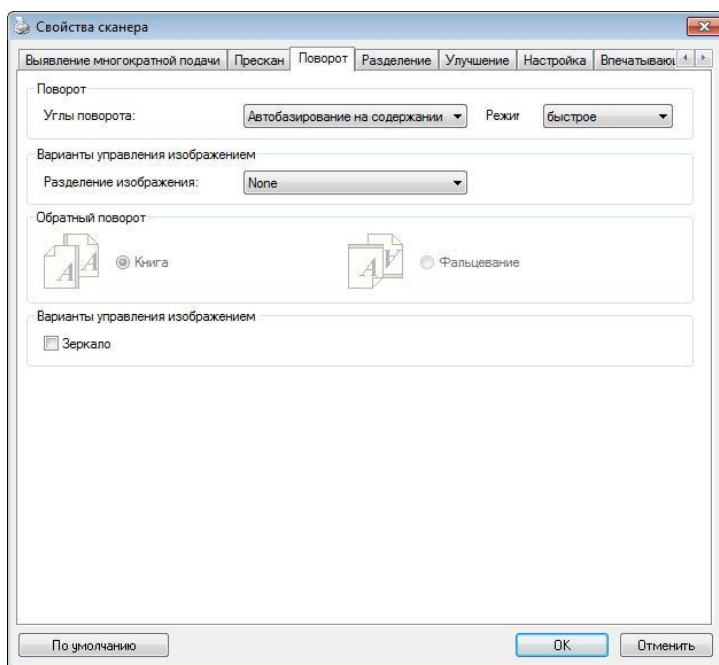 Свойства сканера
Выявление многократной подачи Прескан Поворот Разделение Улучшение Настройка Впечатываюц
Поворот
Углы поворота: Автобазирование на содержании Режи быстрое
Варианты управления изображением
Разделение изображения: None
Обратный поворот
Книга Фальцевание
Варианты управления изображением
Зеркало
По умолчанию OK Отменить